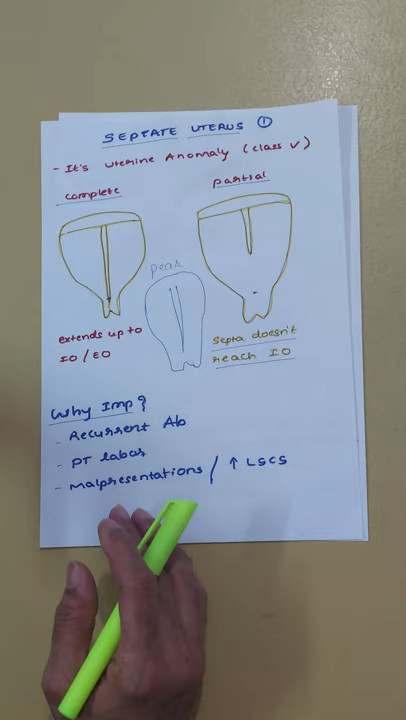 SEPTATE UTERUS ①
- It's uterine Anomaly (class V)
complete
partial
pear
extends up to
IO / EO
Septa doesn't
reach IO
Why Imp?
- Recurrent Ab
- PT labor
- Malpresentations / ↑ LSCS